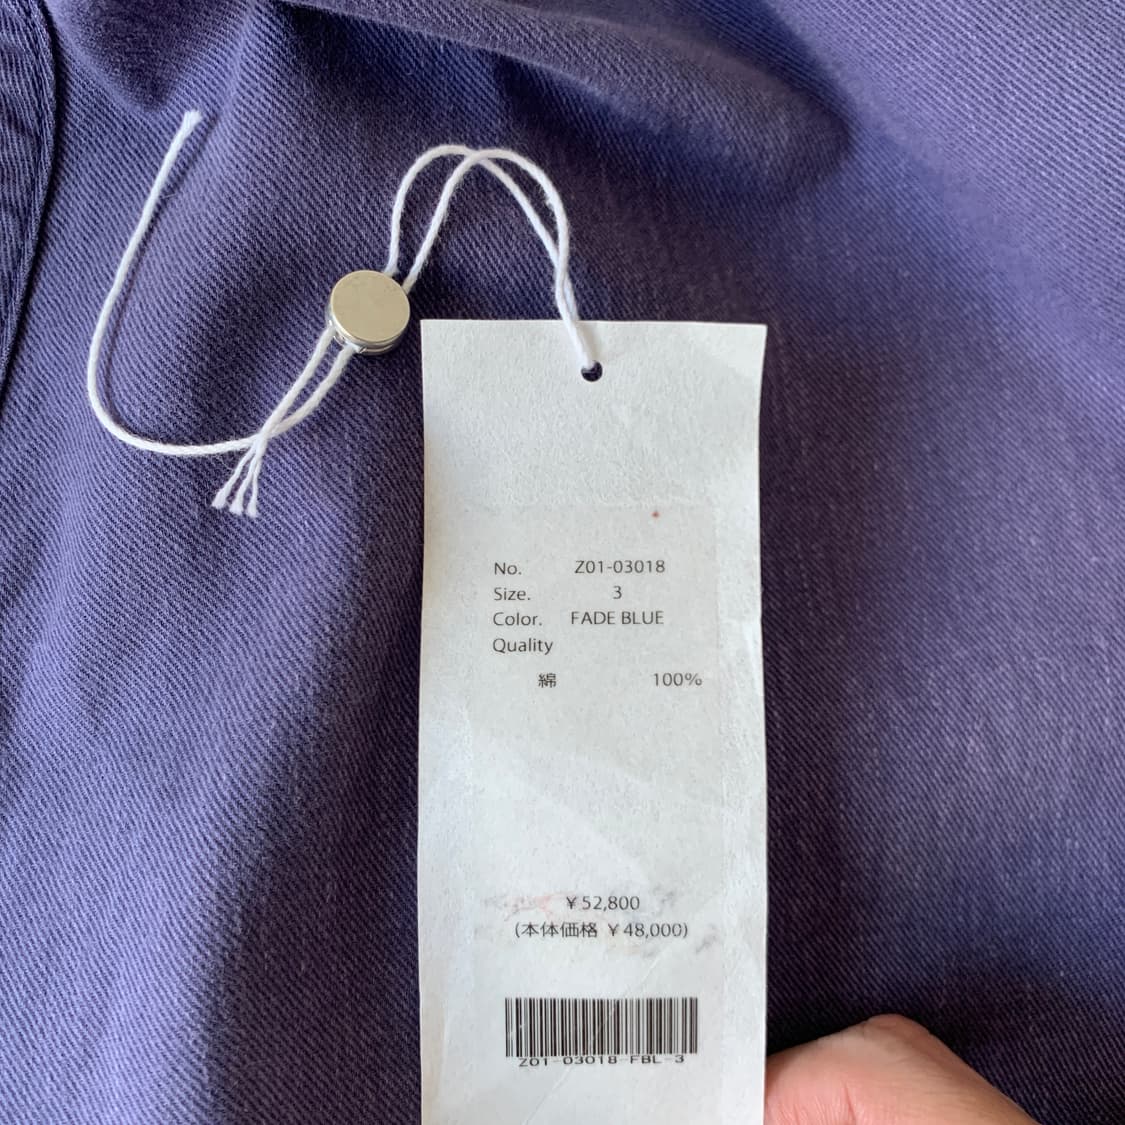 No. Z01-03018
Size. 3
Color. FADE BLUE
Quality
綿 100%
￥52,800
(本体価格 ￥48,000)
Z01-03018-FBL-3